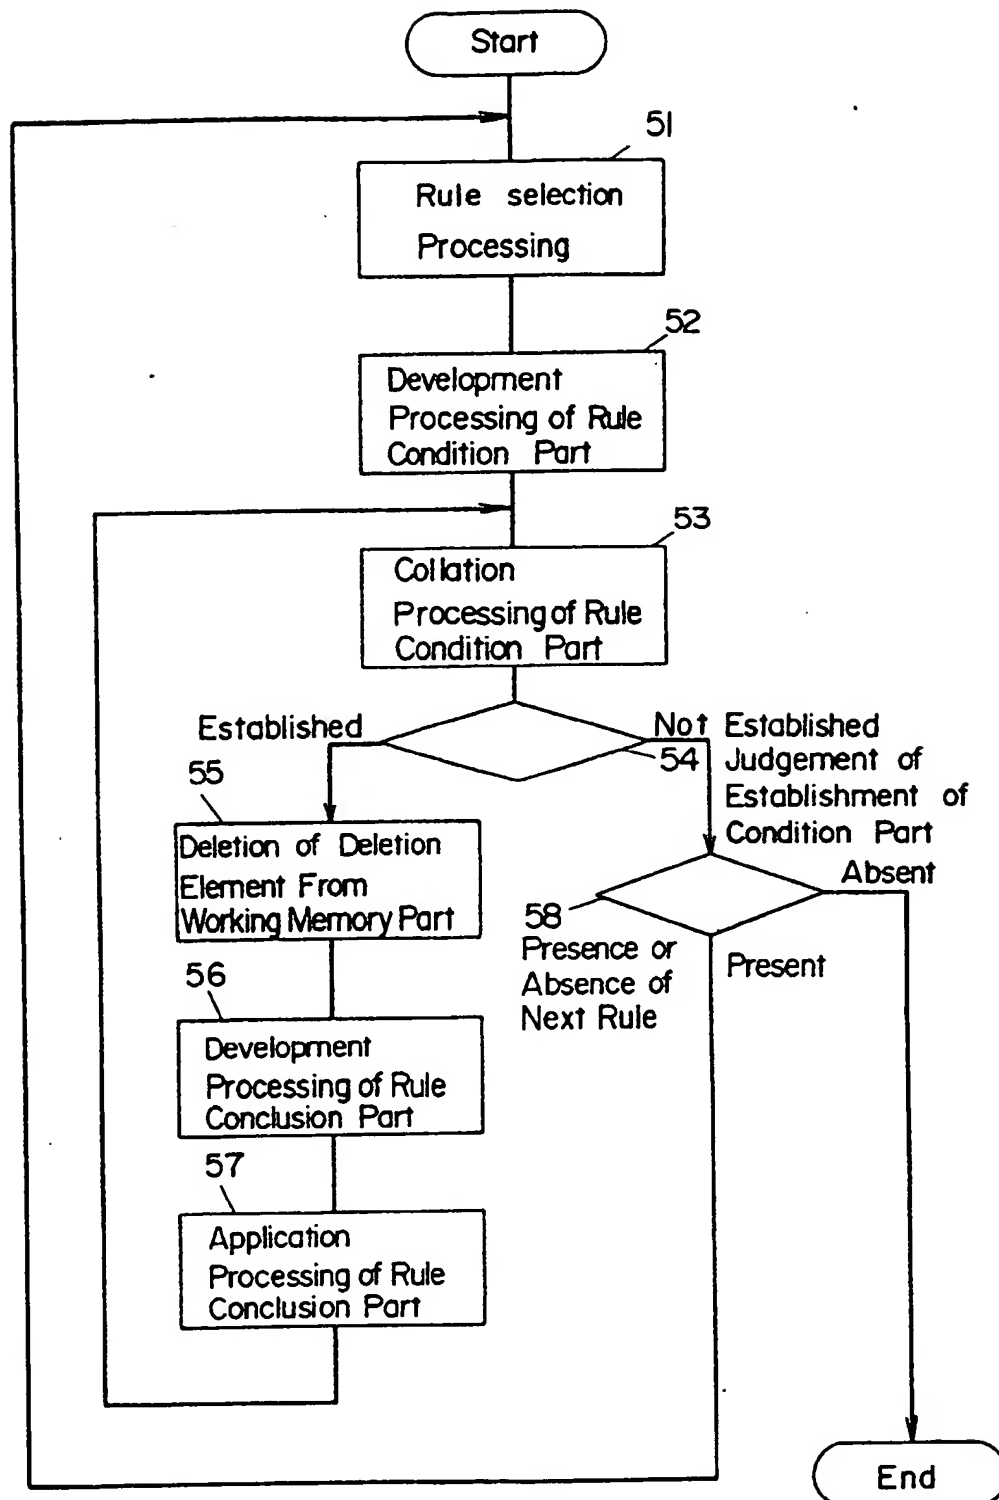 Start
51
Rule selection
Processing
52
Development
Processing of Rule
Condition Part
53
Collation
Processing of Rule
Condition Part
Established
Not Established
54
Judgement of
Establishment of
Condition Part
55
Deletion of Deletion
Element From
Working Memory Part
Absent
58
Presence or
Absence of
Next Rule
Present
56
Development
Processing of Rule
Conclusion Part
57
Application
Processing of Rule
Conclusion Part
End